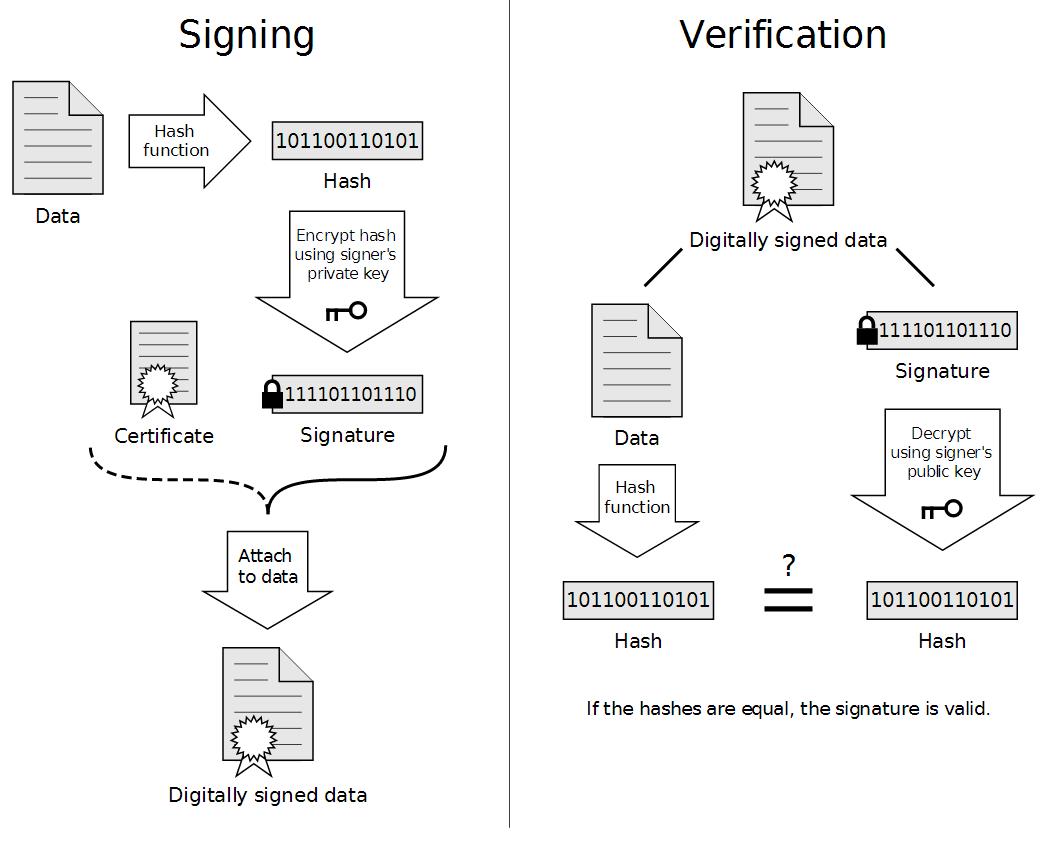 Signing
Hash
function
101100110101
Hash
Data
Encrypt hash
using signer's
private key
111101101110
Certificate
Signature
Attach
to data
Digitally signed data
Verification
Digitally signed data
Data
Hash
function
101100110101
Hash
111101101110
Signature
Decrypt
using signer's
public key
?
=
101100110101
Hash
If the hashes are equal, the signature is valid.